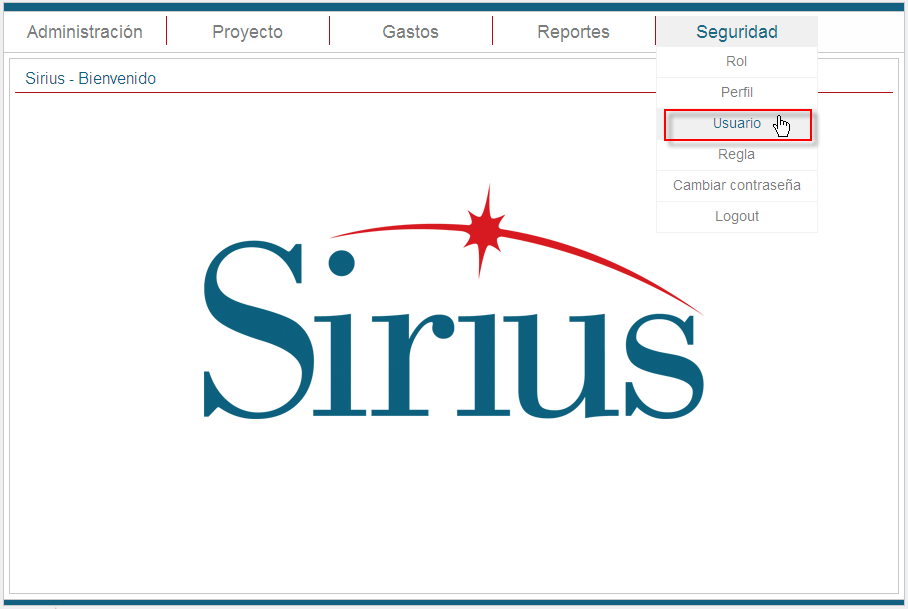 Administración Proyecto Gastos Reportes Seguridad
Rol
Perfil
Usuario
Regla
Cambiar contraseña
Logout
Sirius - Bienvenido
Sirius